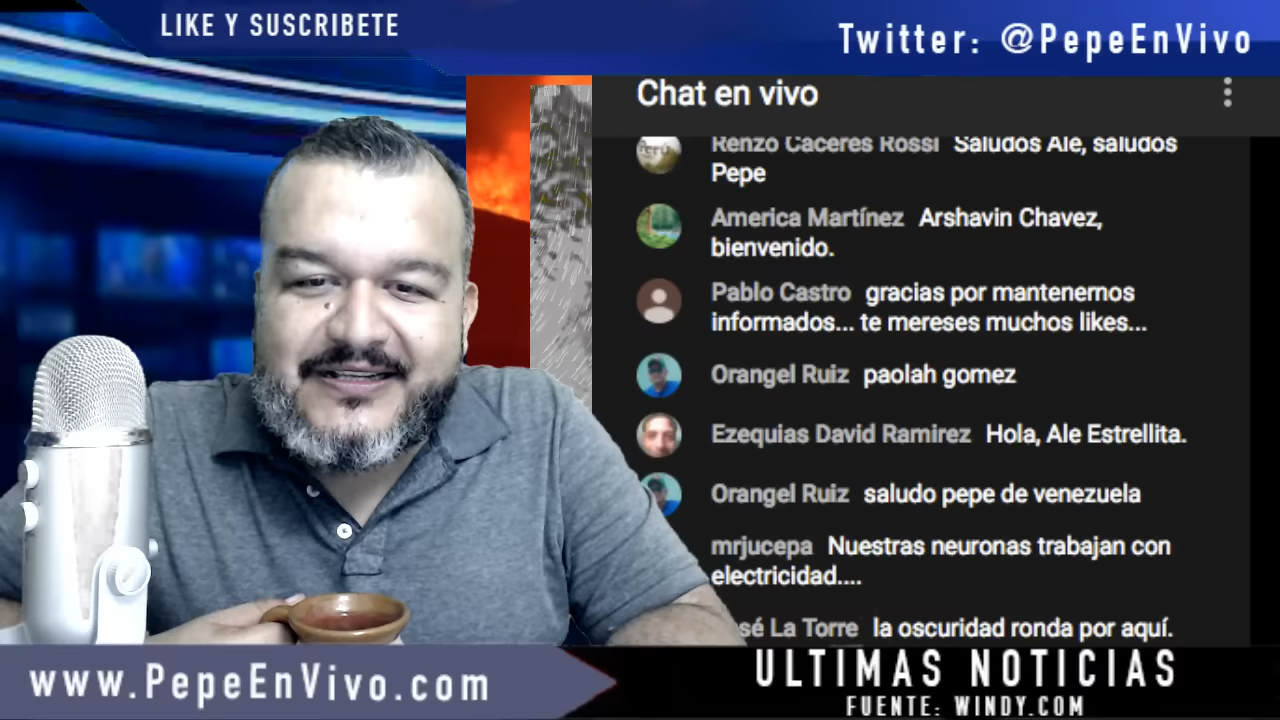 LIKE Y SUSCRIBETE
Twitter: @PepeEnVivo
Chat en vivo
Renzo Caceres Rossi Saludos Ale, saludos
Pepe
America Martínez Arshavin Chavez,
bienvenido.
Pablo Castro gracias por mantenernos
informados... te mereses muchos likes...
Orangel Ruiz paolah gomez
Ezequias David Ramirez Hola, Ale Estrellita.
Orangel Ruiz saludo pepe de venezuela
mrjucepa Nuestras neuronas trabajan con
electricidad....
sé La Torre la oscuridad ronda por aquí.
www.PepeEnVivo.com
ULTIMAS NOTICIAS
FUENTE: WINDY.COM